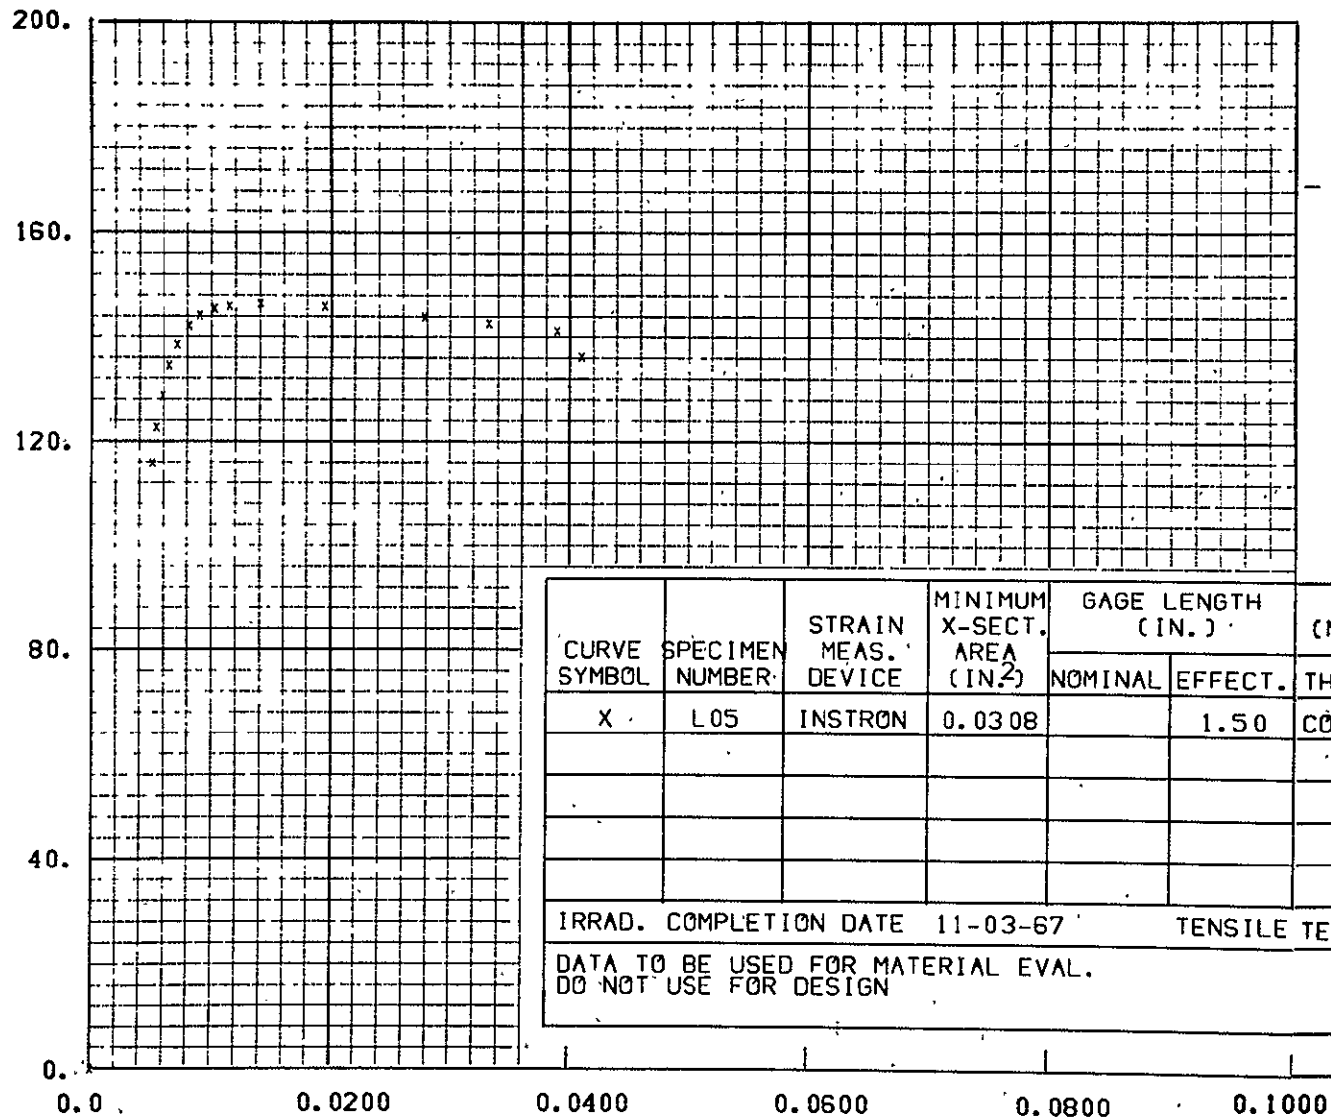 200.
160.
120.
80.
40.
0.
0.0 0.0200 0.0400 0.0600 0.0800 0.1000
CURVE SYMBOL
SPECIMEN NUMBER
STRAIN MEAS. DEVICE
MINIMUM X-SECT. AREA (IN.2)
GAGE LENGTH (IN.)
NOMINAL EFFECT.
X L05 INSTRON 0.0308 1.50
IRRAD. COMPLETION DATE 11-03-67 TENSILE
DATA TO BE USED FOR MATERIAL EVAL.
DO NOT USE FOR DESIGN